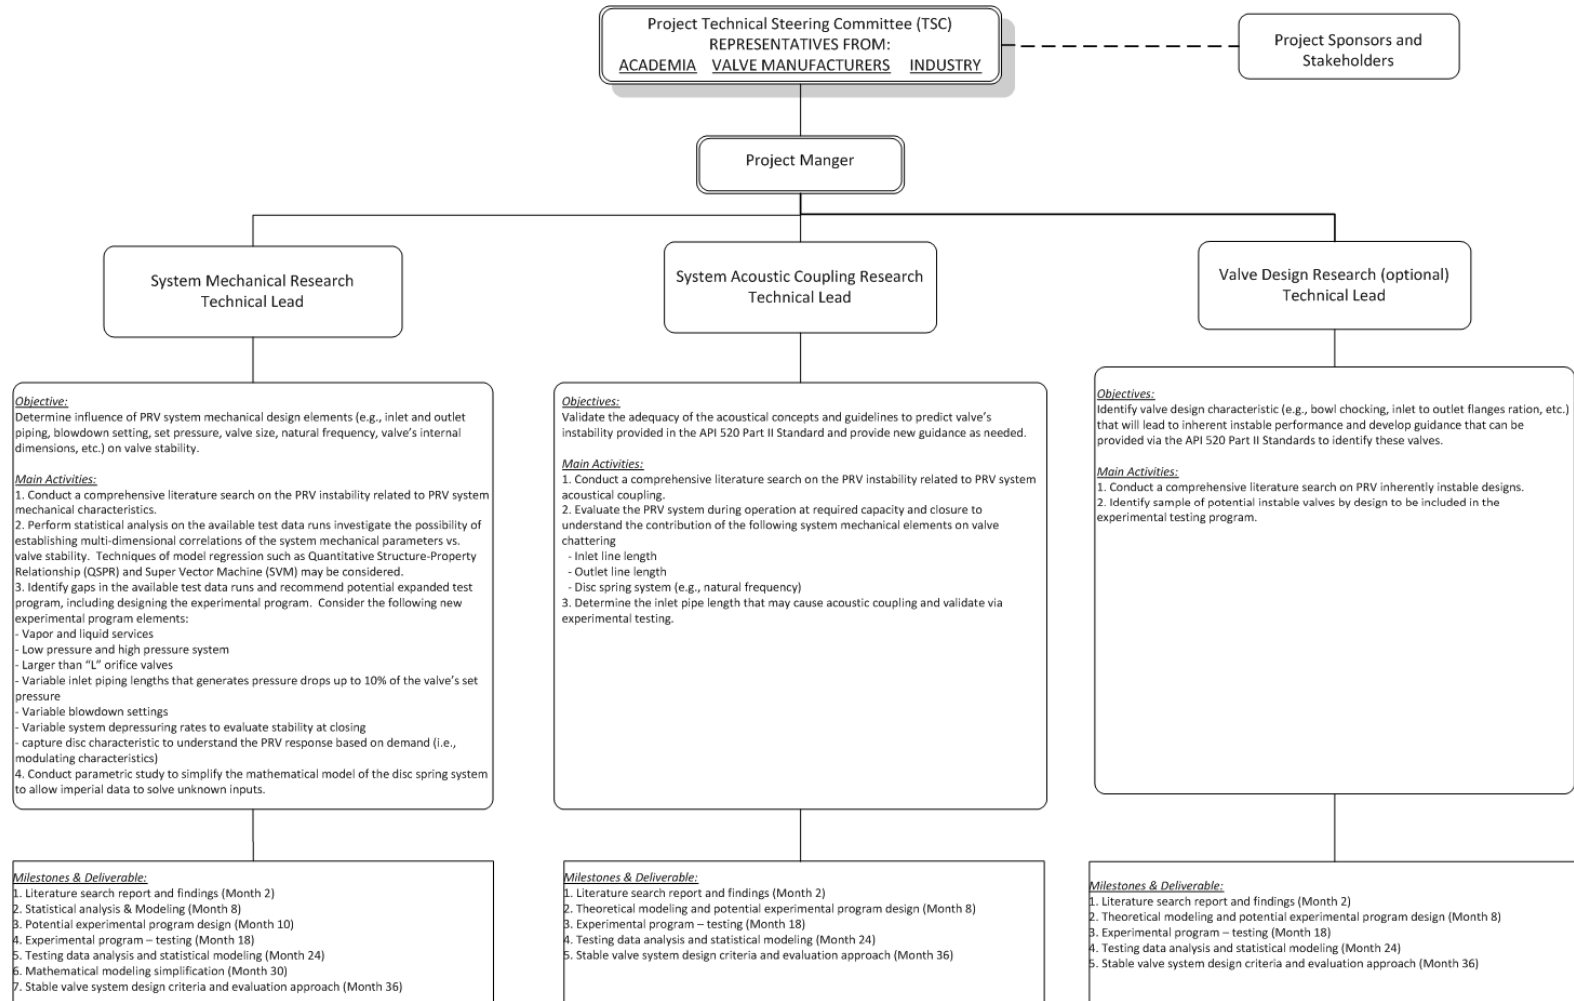 Project Technical Steering Committee (TSC)
REPRESENTATIVES FROM:
ACADEMIA VALVE MANUFACTURERS INDUSTRY
Project Sponsors and
Stakeholders
Project Manger
System Mechanical Research
Technical Lead
System Acoustic Coupling Research
Technical Lead
Valve Design Research (optional)
Technical Lead
Objective:
Determine influence of PRV system mechanical design elements (e.g., inlet and outlet
piping, blowdown setting, set pressure, valve size, natural frequency, valve's internal
dimensions, etc.) on valve stability.
Main Activities:
1. Conduct a comprehensive literature search on the PRV instability related to PRV system
mechanical characteristics.
2. Perform statistical analysis on the available test data runs investigate the possibility of
establishing multi-dimensional correlations of the system mechanical parameters vs.
valve stability. Techniques of model regression such as Quantitative Structure-Property
Relationship (QSPR) and Super Vector Machine (SVM) may be considered.
3. Identify gaps in the available test data runs and recommend potential expanded test
program, including designing the experimental program. Consider the following new
experimental program elements:
- Vapor and liquid services
- Low pressure and high pressure system
- Larger than “L” orifice valves
- Variable inlet piping lengths that generates pressure drops up to 10% of the valve's set
pressure
- Variable blowdown settings
- Variable system depressuring rates to evaluate stability at closing
- capture disc characteristic to understand the PRV response based on demand (i.e.,
modulating characteristics)
4. Conduct parametric study to simplify the mathematical model of the disc spring system
to allow imperial data to solve unknown inputs.
Objectives:
Validate the adequacy of the acoustical concepts and guidelines to predict valve's
instability provided in the API 520 Part II Standard and provide new guidance as needed.
Main Activities:
1. Conduct a comprehensive literature search on the PRV instability related to PRV system
acoustical coupling.
2. Evaluate the PRV system during operation at required capacity and closure to
understand the contribution of the following system mechanical elements on valve
chattering
- Inlet line length
- Outlet line length
- Disc spring system (e.g., natural frequency)
3. Determine the inlet pipe length that may cause acoustic coupling and validate via
experimental testing.
Objectives:
Identify valve design characteristic (e.g., bowl chocking, inlet to outlet flanges ration, etc.)
that will lead to inherent instable performance and develop guidance that can be
provided via the API 520 Part II Standards to identify these valves.
Main Activities:
1. Conduct a comprehensive literature search on PRV inherently instable designs.
2. Identify sample of potential instable valves by design to be included in the
experimental testing program.
Milestones & Deliverable:
1. Literature search report and findings (Month 2)
2. Statistical analysis & Modeling (Month 8)
3. Potential experimental program design (Month 10)
4. Experimental program – testing (Month 18)
5. Testing data analysis and statistical modeling (Month 24)
6. Mathematical modeling simplification (Month 30)
7. Stable valve system design criteria and evaluation approach (Month 36)
Milestones & Deliverable:
1. Literature search report and findings (Month 2)
2. Theoretical modeling and potential experimental program design (Month 8)
3. Experimental program – testing (Month 18)
4. Testing data analysis and statistical modeling (Month 24)
5. Stable valve system design criteria and evaluation approach (Month 36)
Milestones & Deliverable:
1. Literature search report and findings (Month 2)
2. Theoretical modeling and potential experimental program design (Month 8)
3. Experimental program – testing (Month 18)
4. Testing data analysis and statistical modeling (Month 24)
5. Stable valve system design criteria and evaluation approach (Month 36)